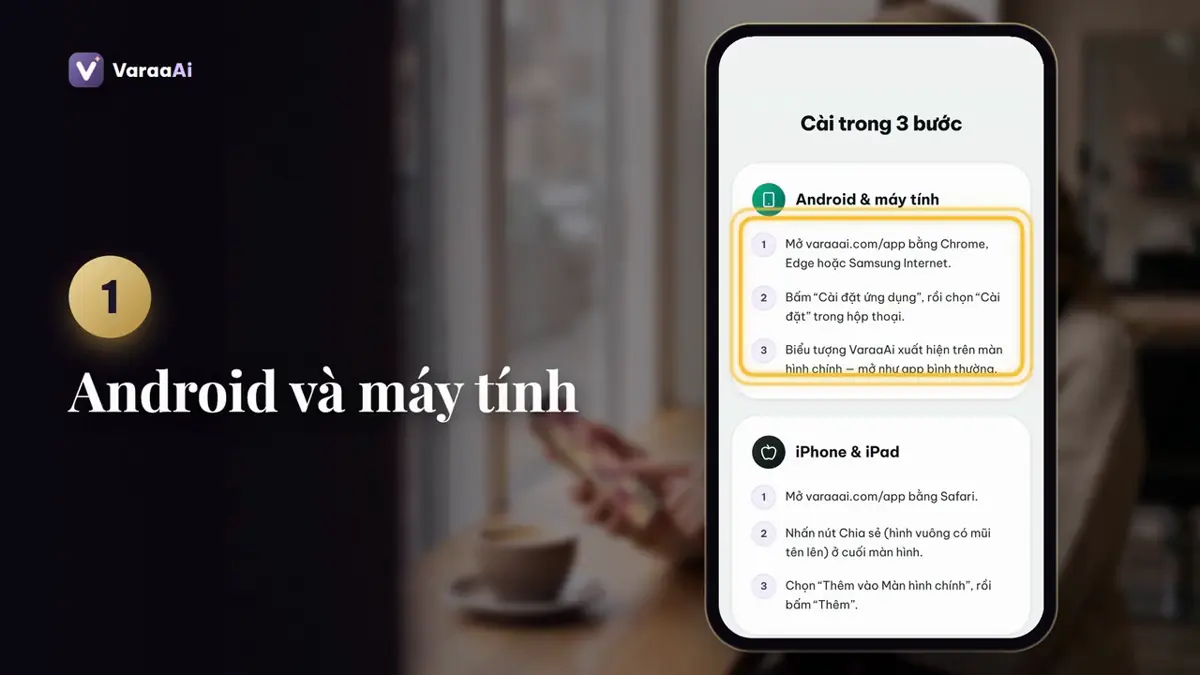 VaraaAi
1
Android và máy tính
Cài trong 3 bước
Android & máy tính
1 Mở varaaai.com/app bằng Chrome,
Edge hoặc Samsung Internet.
2 Bấm “Cài đặt ứng dụng”, rồi chọn “Cài
đặt” trong hộp thoại.
3 Biểu tượng VaraaAi xuất hiện trên màn
hình chính — mở như app bình thường.
iPhone & iPad
1 Mở varaaai.com/app bằng Safari.
2 Nhấn nút Chia sẻ (hình vuông có mũi
tên lên) ở cuối màn hình.
3 Chọn “Thêm vào Màn hình chính”, rồi
bấm “Thêm”.